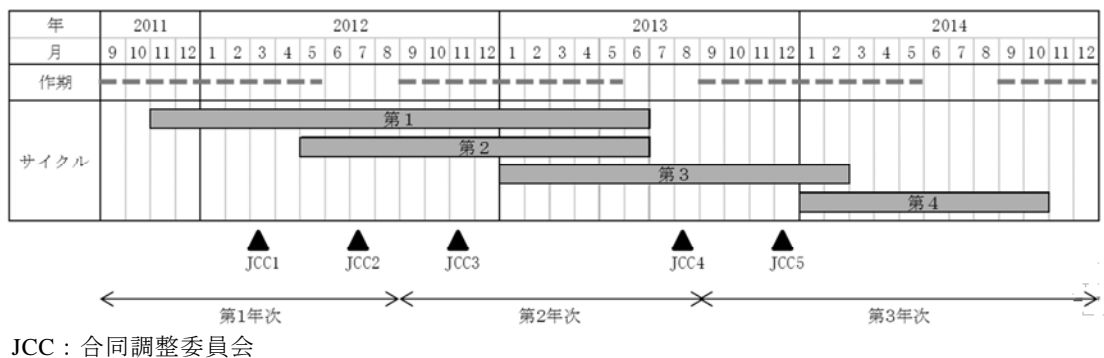 年 2011 2012 2013 2014
月 9 10 11 12 1 2 3 4 5 6 7 8 9 10 11 12 1 2 3 4 5 6 7 8 9 10 11 12 1 2 3 4 5 6 7 8 9 10 11 12
作期
サイクル
第1
第2
第3
第4
JCC1 JCC2 JCC3 JCC4 JCC5
第1年次 第2年次 第3年次
JCC：合同調整委員会